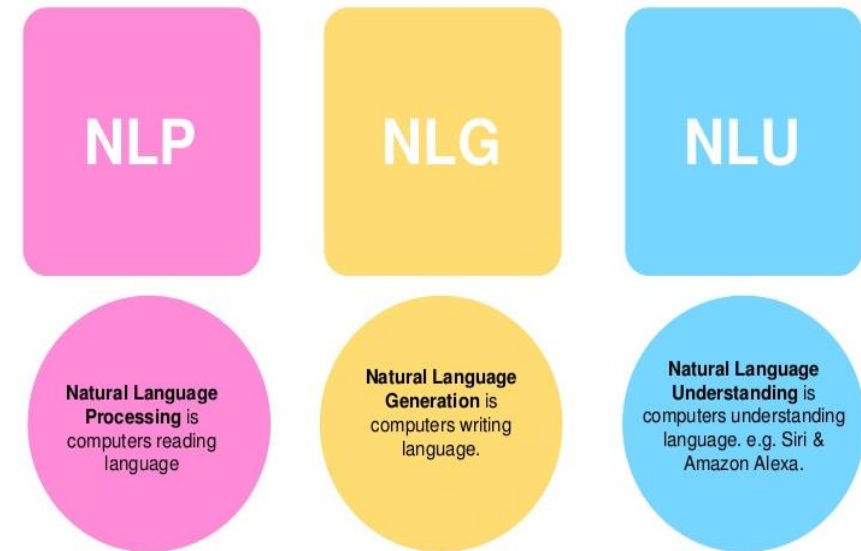 NLP
NLG
NLU
Natural Language
Processing is
computers reading
language
Natural Language
Generation is
computers writing
language.
Natural Language
Understanding is
computers understanding
language. e.g. Siri &
Amazon Alexa.